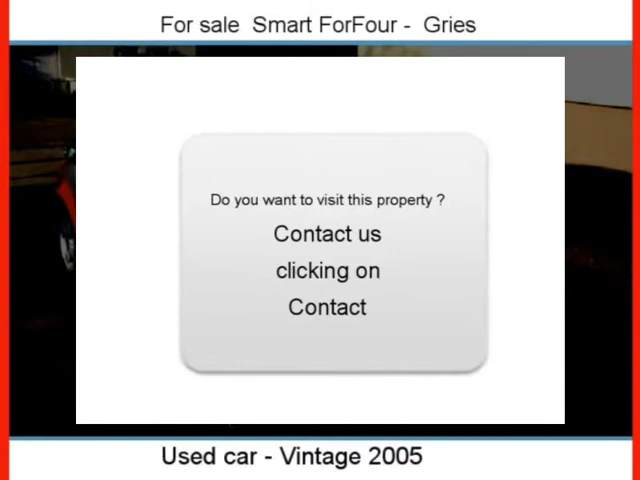 For sale Smart ForFour - Gries
Do you want to visit this property ?
Contact us
clicking on
Contact
Used car - Vintage 2005